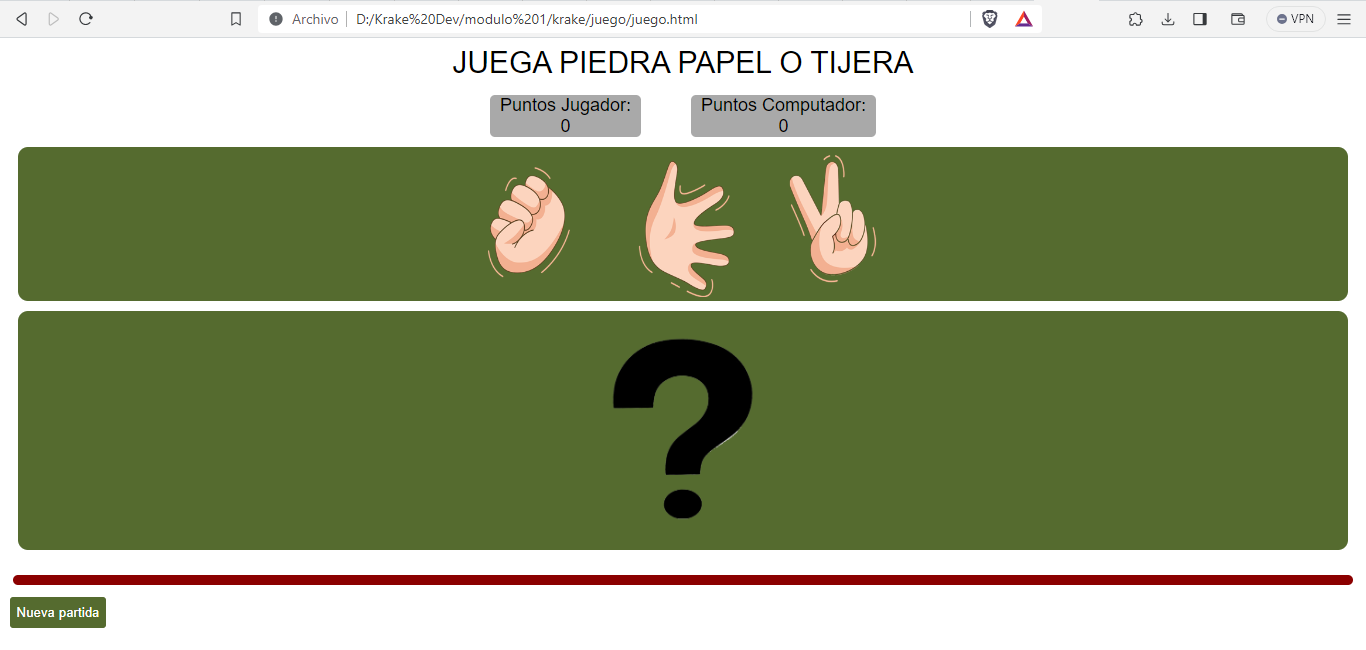 Archivo D:/Krake%20Dev/modulo%201/krake/juego/juego.html
VPN
JUEGA PIEDRA PAPEL O TIJERA
Puntos Jugador:
0
Puntos Computador:
0
?
Nueva partida